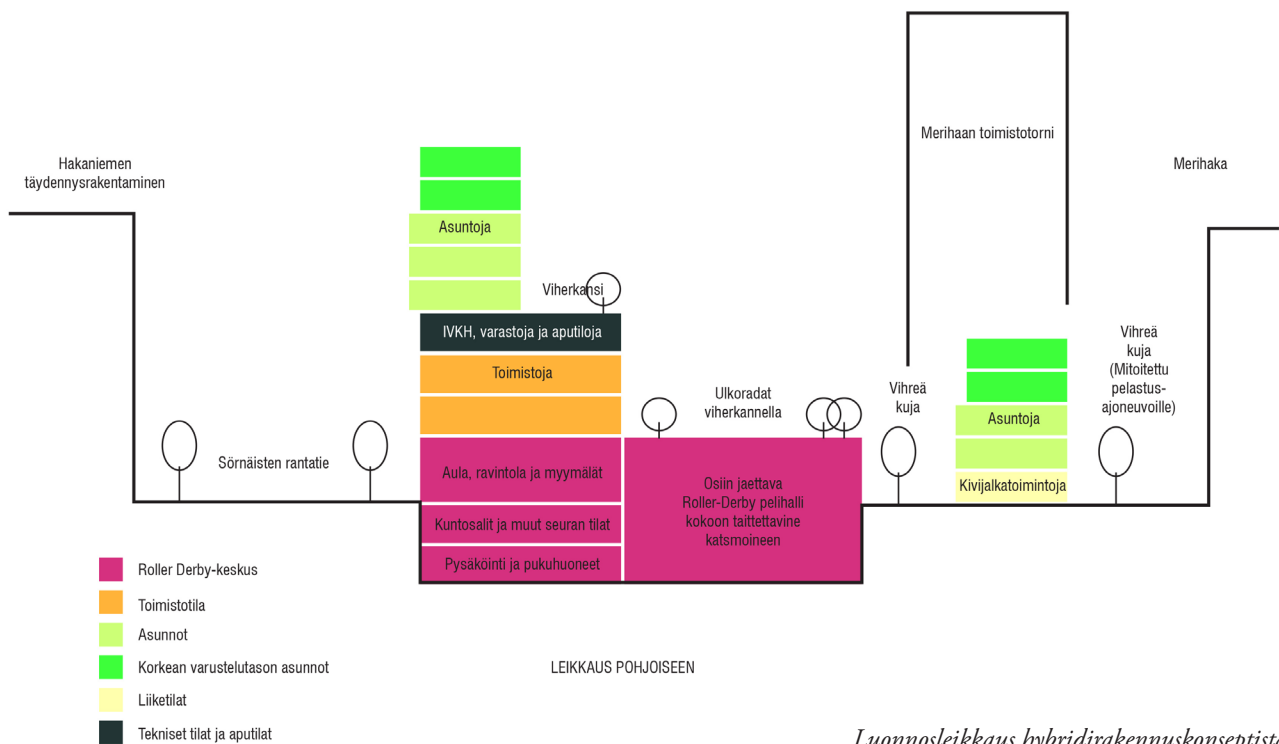 Hakaniemen
täydennysrakentaminen
Merihaan toimistotorni
Merihaka
Asuntoja
Viherkansi
IVKH, varastoja ja aputiloja
Toimistoja
Ulkoradat
viherkannella
Vihreä
kuja
Vihreä
kuja
(Mitoitettu
pelastus-
ajoneuvoille)
Asuntoja
Kivijalkatoimintoja
Sörnäisten rantatie
Aula, ravintola ja myymälät
Kuntosalit ja muut seuran tilat
Pysäköinti ja pukuhuoneet
Osiin jaettava
Roller-Derby pelihalli
kokoon taittettavine
katsmoineen
Roller Derby-keskus
Toimistotila
Asunnot
Korkean varustelutason asunnot
Liiketilat
Tekniset tilat ja aputilat
LEIKKAUS POHJOISEEN
Luonnosleikkaus hybridirakennuskonseptista